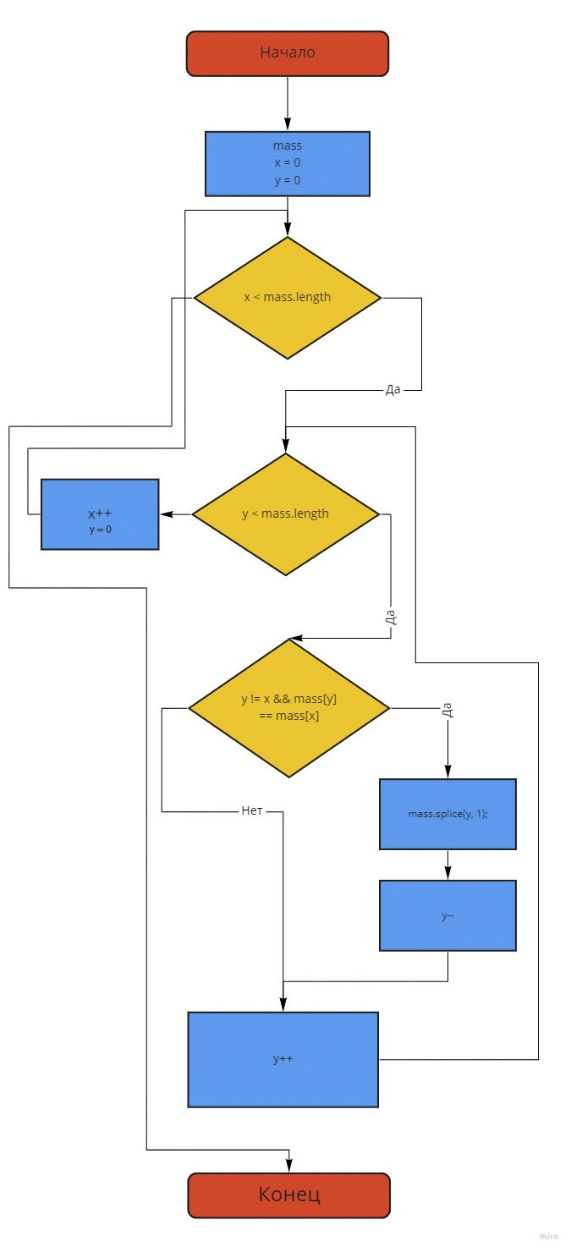 Начало
mass
x = 0
y = 0
x < mass.length
Да
y < mass.length
x++
y = 0
Да
y != x && mass[y]
== mass[x]
Да
mass.splice(y, 1);
Нет
y--
y++
Конец
miro